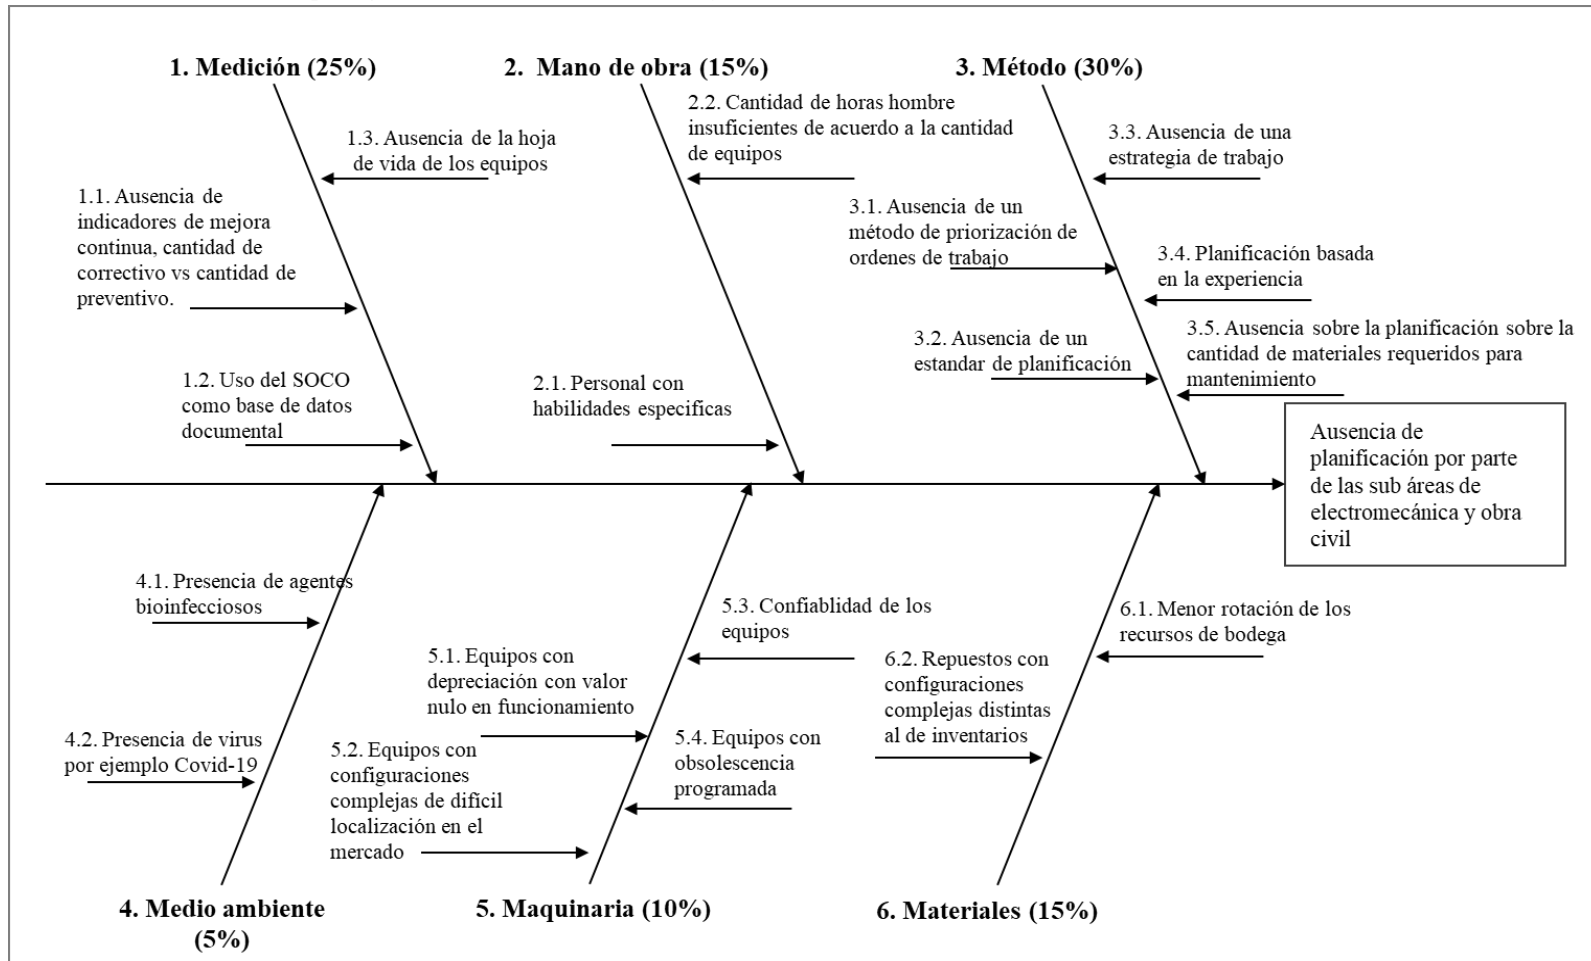 1. Medición (25%)
2. Mano de obra (15%)
3. Método (30%)
1.3. Ausencia de la hoja
de vida de los equipos
1.1. Ausencia de
indicadores de mejora
continua, cantidad de
correctivo vs cantidad de
preventivo.
1.2. Uso del SOCO
como base de datos
documental
2.2. Cantidad de horas hombre
insuficientes de acuerdo a la cantidad
de equipos
2.1. Personal con
habilidades especificas
3.3. Ausencia de una
estrategia de trabajo
3.1. Ausencia de un
método de priorización de
ordenes de trabajo
3.4. Planificación basada
en la experiencia
3.2. Ausencia de un
estandar de planificación
3.5. Ausencia sobre la planificación sobre la
cantidad de materiales requeridos para
mantenimiento
Ausencia de
planificación por parte
de las sub áreas de
electromecánica y obra
civil
4.1. Presencia de agentes
bioinfecciosos
4.2. Presencia de virus
por ejemplo Covid-19
5.3. Confiablidad de los
equipos
5.1. Equipos con
depreciación con valor
nulo en funcionamiento
5.2. Equipos con
configuraciones
complejas de difícil
localización en el
mercado
5.4. Equipos con
obsolescencia
programada
6.1. Menor rotación de los
recursos de bodega
6.2. Repuestos con
configuraciones
complejas distintas
al de inventarios
4. Medio ambiente
(5%)
5. Maquinaria (10%)
6. Materiales (15%)